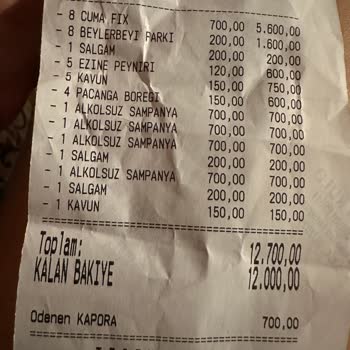 - 8 CUMA FIX 700,00 5.600,00
- 8 BEYLERBEYI PARKI 200,00 1.600,00
- 1 SALGAM 200,00 200,00
- 5 EZINE PEYNIRI 120,00 600,00
- 5 KAVUN 150,00 750,00
- 4 PACANGA BOREGI 150,00 600,00
- 1 ALKOLSUZ SAMPANYA 700,00 700,00
- 1 ALKOLSUZ SAMPANYA 700,00 700,00
- 1 ALKOLSUZ SAMPANYA 700,00 700,00
- 1 SALGAM 200,00 200,00
- 1 ALKOLSUZ SAMPANYA 700,00 700,00
- 1 SALGAM 200,00 200,00
- 1 KAVUN 150,00 150,00
Toplam: 12.700,00
KALAN BAKIYE 12.000,00
Odenen KAPORA 700,00